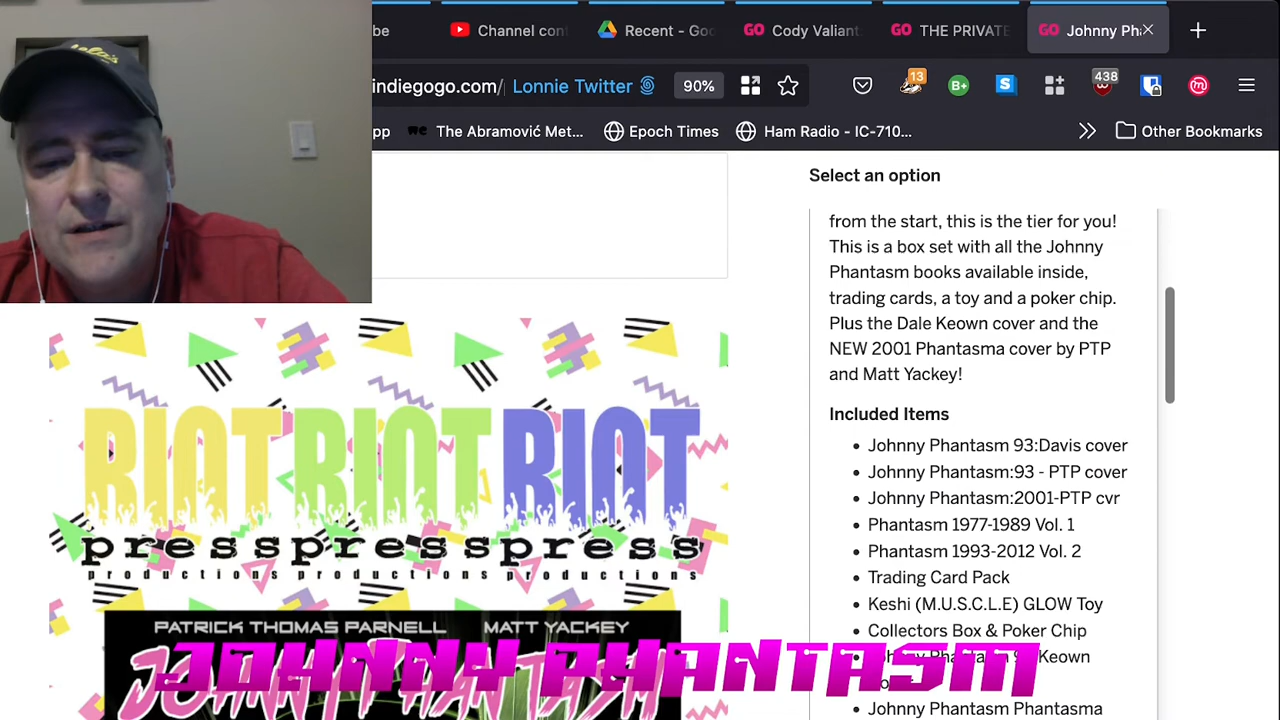 be
Channel con
Recent - Goo
GO Cody Valiant
GO THE PRIVATE
GO Johnny Pha
indiegogo.com/ Lonnie Twitter
90%
13
B+
S
438
m
pp
The Abramović Met...
Epoch Times
Ham Radio - IC-710...
Other Bookmarks
Select an option
from the start, this is the tier for you!
This is a box set with all the Johnny
Phantasm books available inside,
trading cards, a toy and a poker chip.
Plus the Dale Keown cover and the
NEW 2001 Phantasma cover by PTP
and Matt Yackey!
Included Items
Johnny Phantasm 93:Davis cover
Johnny Phantasm:93 - PTP cover
Johnny Phantasm:2001-PTP cvr
Phantasm 1977-1989 Vol. 1
Phantasm 1993-2012 Vol. 2
Trading Card Pack
Keshi (M.U.S.C.L.E) GLOW Toy
Collectors Box & Poker Chip
Keown
Johnny Phantasm Phantasma
RIOT RIOT RIOT
press press press
productions productions productions
PATRICK THOMAS PARNELL MATT YACKEY
JOHNNY PHANTASM
JOHNNY PHANTASM